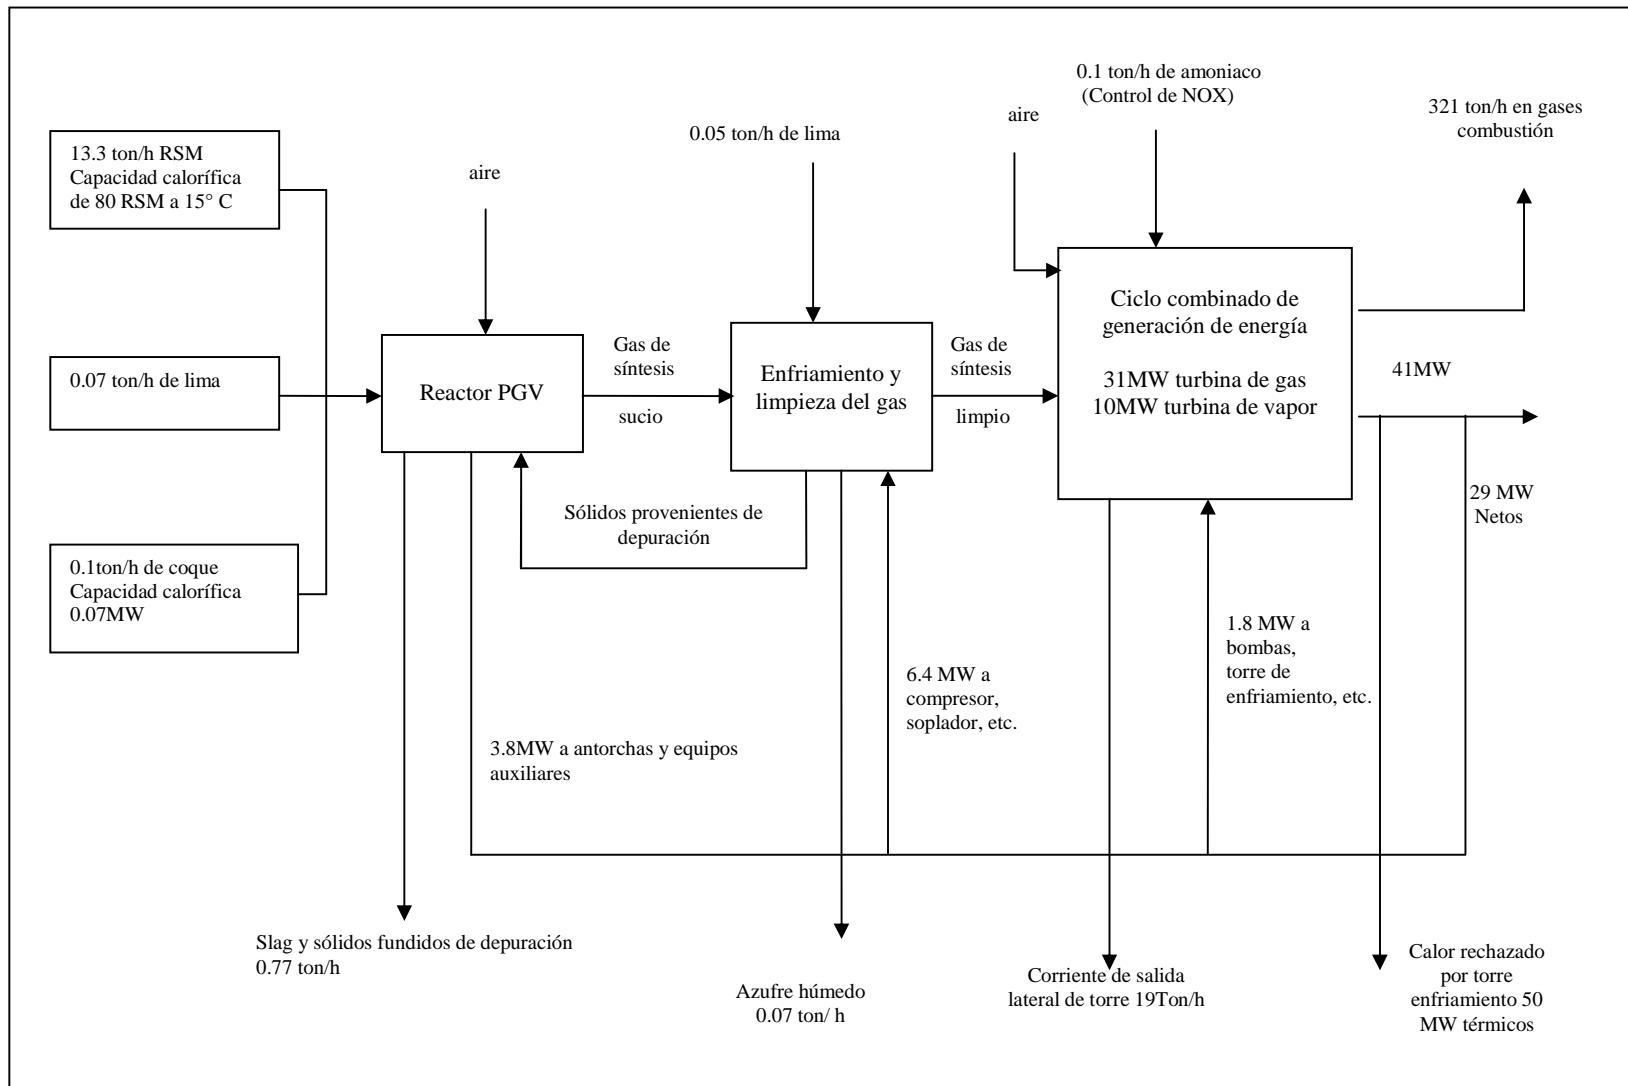 0.1 ton/h de amoniaco
(Control de NOX)
321 ton/h en gases
combustión
aire
0.05 ton/h de lima
13.3 ton/h RSM
Capacidad calorífica
de 80 RSM a 15° C
aire
Ciclo combinado de
generación de energía
31MW turbina de gas
10MW turbina de vapor
Gas de
síntesis
sucio
Gas de
síntesis
limpio
Enfriamiento y
limpieza del gas
41MW
0.07 ton/h de lima
Reactor PGV
29 MW
Netos
Sólidos provenientes de
depuración
0.1ton/h de coque
Capacidad calorífica
0.07MW
1.8 MW a
bombas,
torre de
enfriamiento, etc.
6.4 MW a
compresor,
soplador, etc.
3.8MW a antorchas y equipos
auxiliares
Slag y sólidos fundidos de depuración
0.77 ton/h
Azufre húmedo
0.07 ton/ h
Corriente de salida
lateral de torre 19Ton/h
Calor rechazado
por torre
enfriamiento 50
MW térmicos